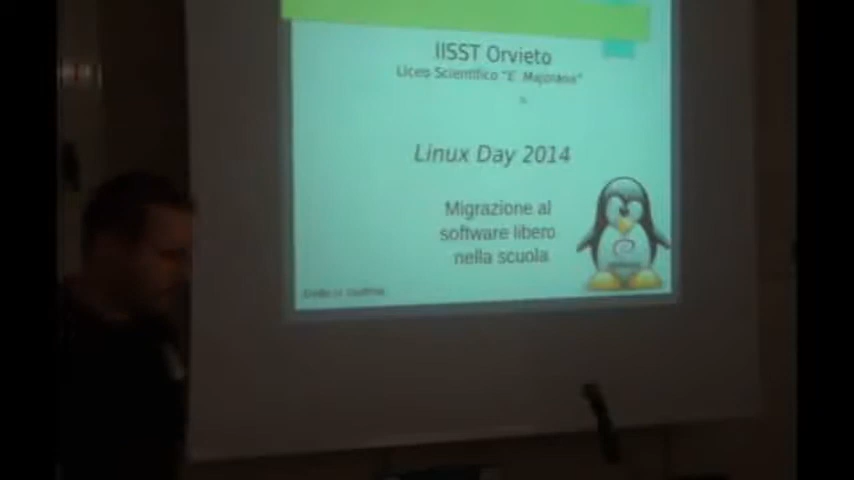 IISST Orvieto
Liceo Scientifico "E. Majorana"
Linux Day 2014
Migrazione al
software libero
nella scuola